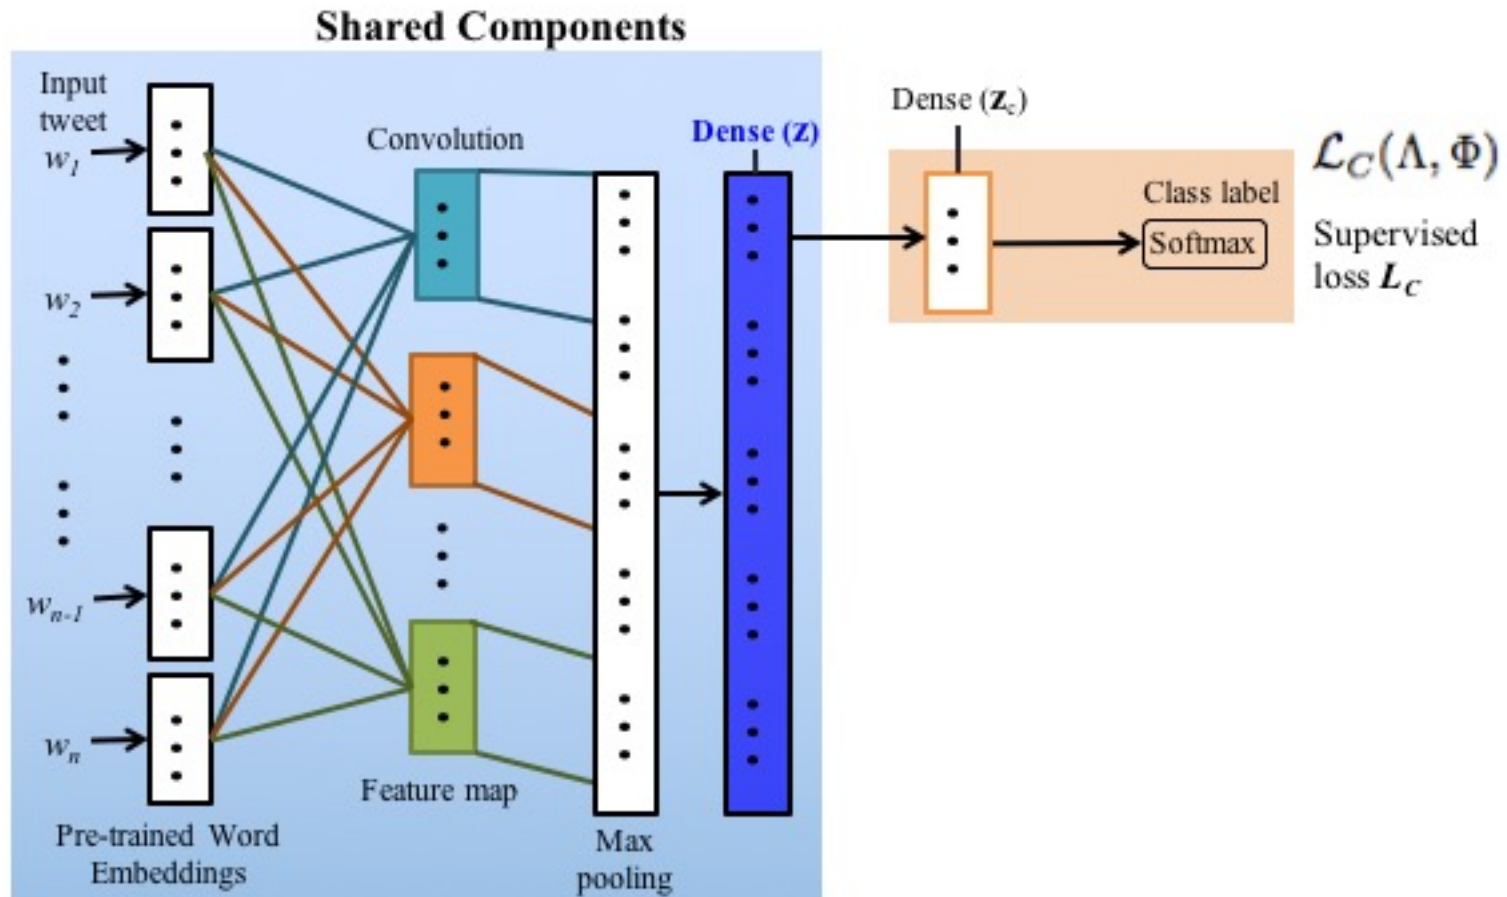 Shared Components
Input
tweet
w1
w2
wn-1
wn
Pre-trained Word
Embeddings
Convolution
Feature map
Max
pooling
Dense (z)
Dense (zc)
Class label
Softmax
ℒC(Λ, Φ)
Supervised
loss LC